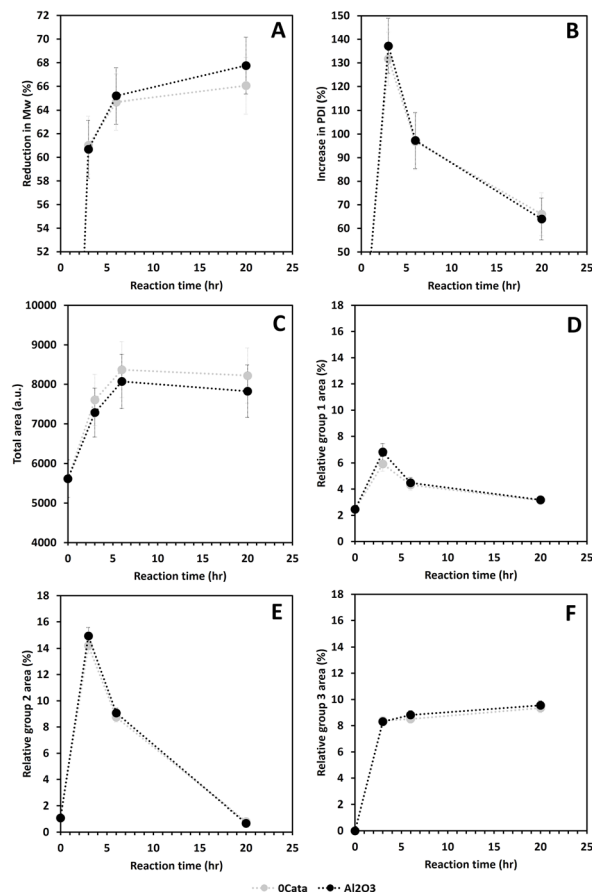 A
Reduction in Mw (%)
72
70
68
66
64
62
60
58
56
54
52
0 5 10 15 20 25
Reaction time (hr)
B
Increase in PDI (%)
150
140
130
120
110
100
90
80
70
60
50
0 5 10 15 20 25
Reaction time (hr)
C
Total area (a.u.)
10000
9000
8000
7000
6000
5000
4000
0 5 10 15 20 25
Reaction time (hr)
D
Relative group 1 area (%)
18
16
14
12
10
8
6
4
2
0
0 5 10 15 20 25
Reaction time (hr)
E
Relative group 2 area (%)
18
16
14
12
10
8
6
4
2
0
0 5 10 15 20 25
Reaction time (hr)
F
Relative group 3 area (%)
18
16
14
12
10
8
6
4
2
0
0 5 10 15 20 25
Reaction time (hr)
0Cata Al2O3